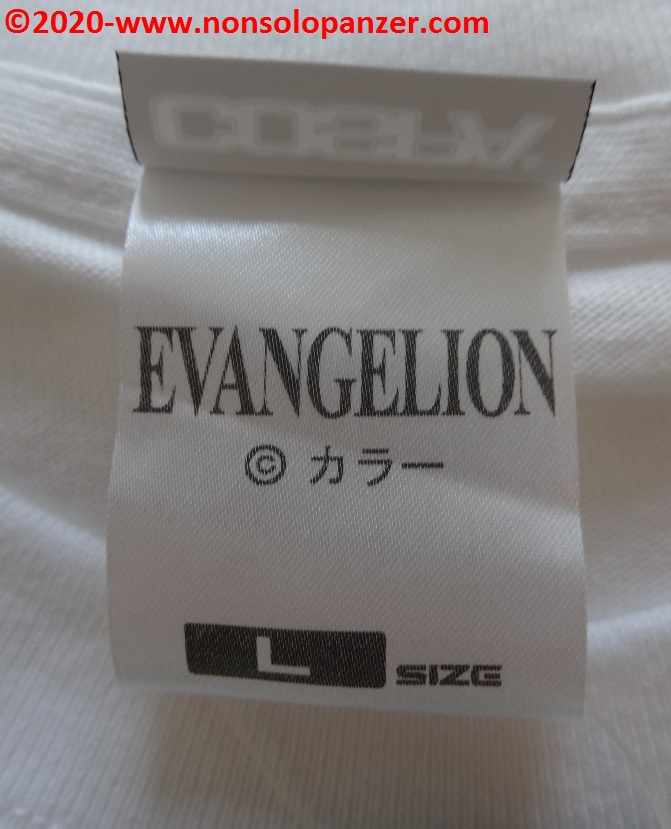 ©2020-www.nonsolopanzer.com
COSPA
EVANGELION
© カラー
L SIZE